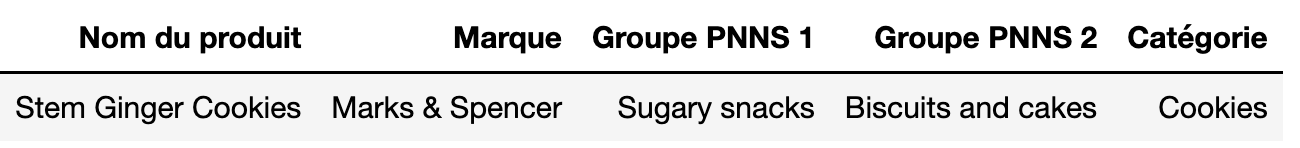 Nom du produit Marque Groupe PNNS 1 Groupe PNNS 2 Catégorie
Stem Ginger Cookies Marks & Spencer Sugary snacks Biscuits and cakes Cookies